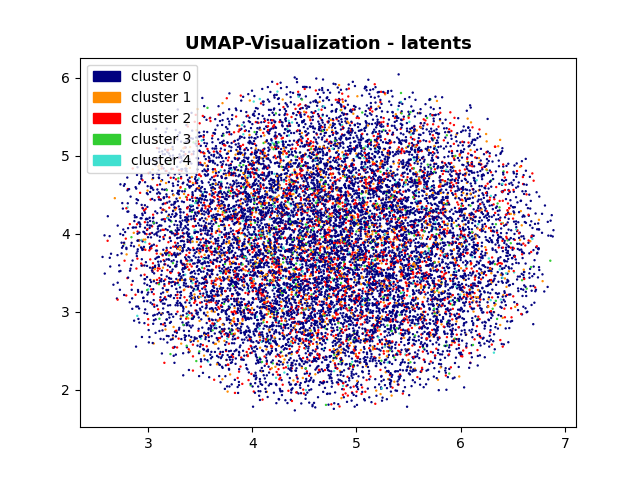 UMAP-Visualization - latents
cluster 0
cluster 1
cluster 2
cluster 3
cluster 4
6
5
4
3
2
3 4 5 6 7